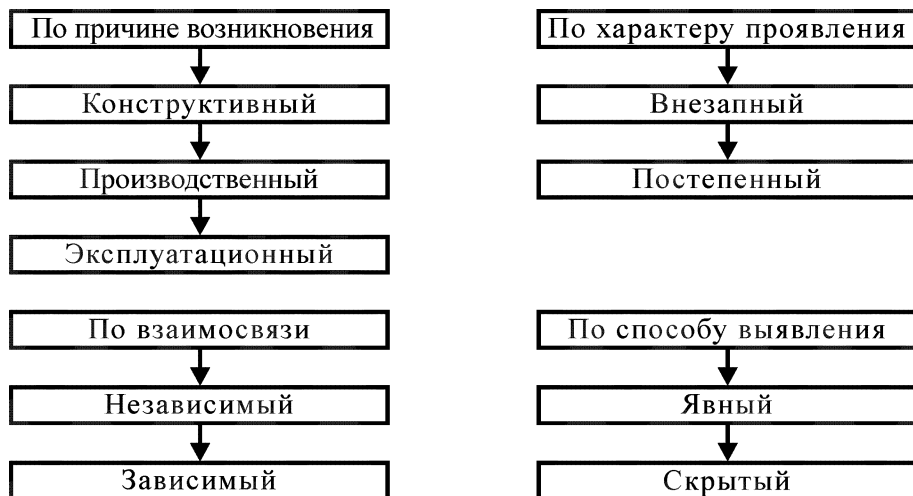 По причине возникновения
Конструктивный
Производственный
Эксплуатационный
По характеру проявления
Внезапный
Постепенный
По взаимосвязи
Независимый
Зависимый
По способу выявления
Явный
Скрытый